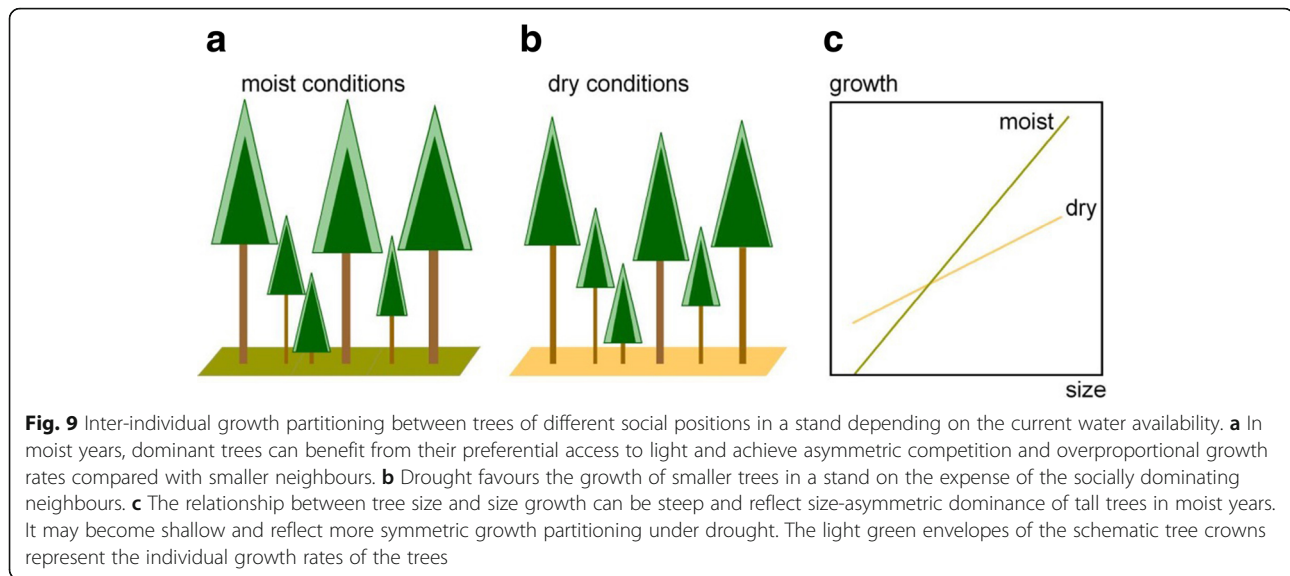 a
b
c
moist conditions
dry conditions
growth
moist
dry
size
Fig. 9 Inter-individual growth partitioning between trees of different social positions in a stand depending on the current water availability. a In
moist years, dominant trees can benefit from their preferential access to light and achieve asymmetric competition and overproportional growth
rates compared with smaller neighbours. b Drought favours the growth of smaller trees in a stand on the expense of the socially dominating
neighbours. c The relationship between tree size and size growth can be steep and reflect size-asymmetric dominance of tall trees in moist years.
It may become shallow and reflect more symmetric growth partitioning under drought. The light green envelopes of the schematic tree crowns
represent the individual growth rates of the trees